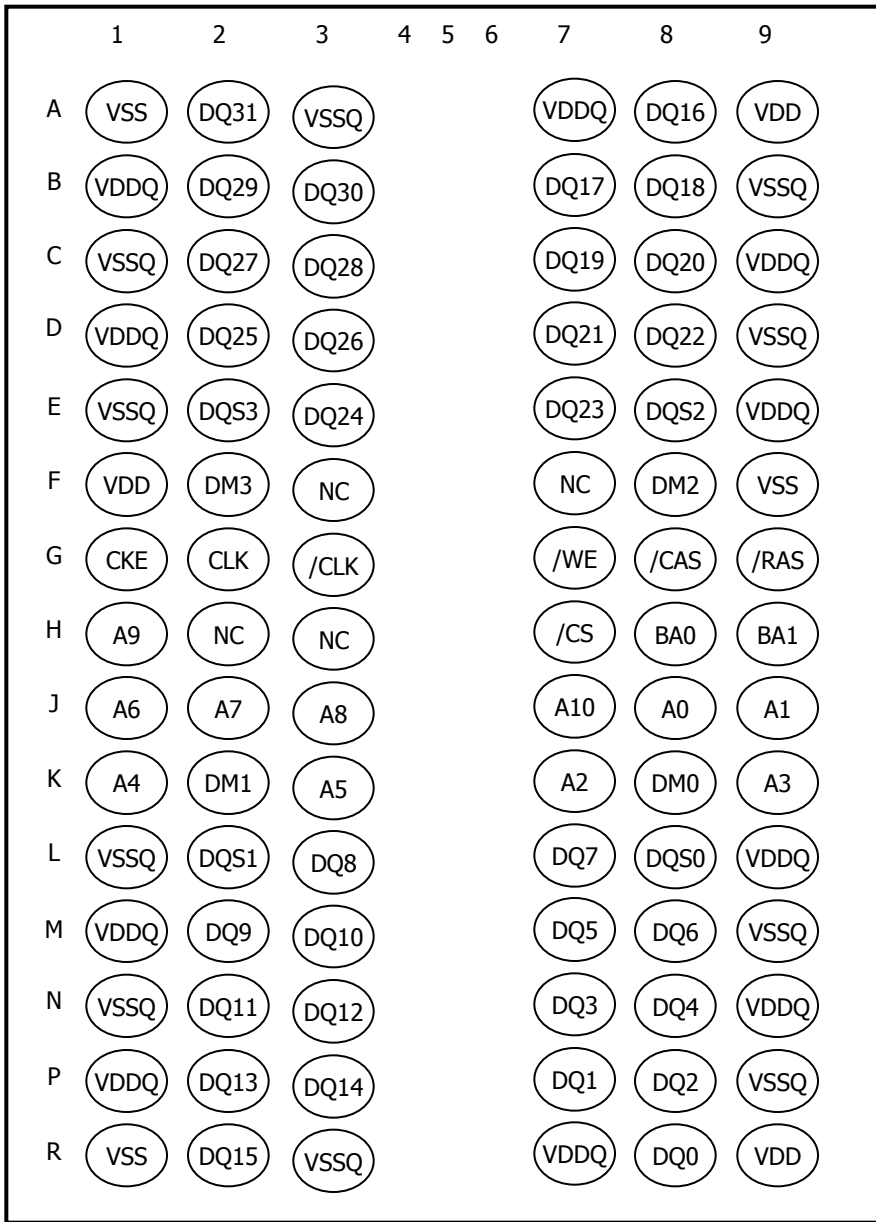 1 2 3 4 5 6 7 8 9
A VSS DQ31 VSSQ VDDQ DQ16 VDD
B VDDQ DQ29 DQ30 DQ17 DQ18 VSSQ
C VSSQ DQ27 DQ28 DQ19 DQ20 VDDQ
D VDDQ DQ25 DQ26 DQ21 DQ22 VSSQ
E VSSQ DQS3 DQ24 DQ23 DQS2 VDDQ
F VDD DM3 NC NC DM2 VSS
G CKE CLK /CLK /WE /CAS /RAS
H A9 NC NC /CS BA0 BA1
J A6 A7 A8 A10 A0 A1
K A4 DM1 A5 A2 DM0 A3
L VSSQ DQS1 DQ8 DQ7 DQS0 VDDQ
M VDDQ DQ9 DQ10 DQ5 DQ6 VSSQ
N VSSQ DQ11 DQ12 DQ3 DQ4 VDDQ
P VDDQ DQ13 DQ14 DQ1 DQ2 VSSQ
R VSS DQ15 VSSQ VDDQ DQ0 VDD